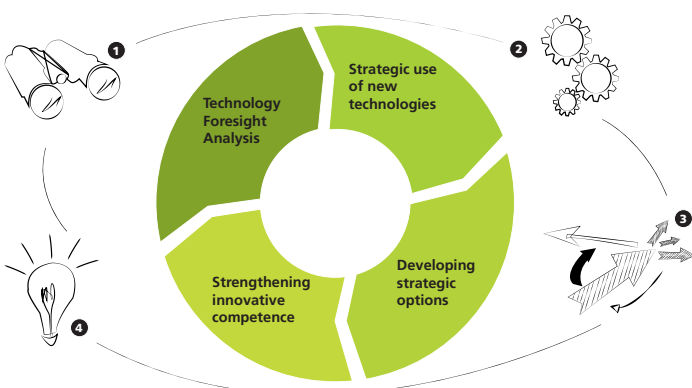 1
Technology
Foresight
Analysis
2
Strategic use
of new
technologies
3
Developing
strategic
options
4
Strengthening
innovative
competence